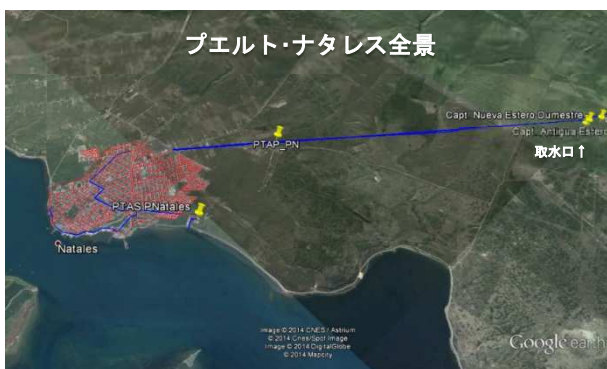 プエルト・ナタレス全景
Capt. Nueva Estero Dumestre
PTAP_PN
Capt. Antigua Estero
取水口↑
PTAS PNatales
Natales
Image © 2014 CNES / Astrium
© 2014 Cnes/Spot Image
Image © 2014 DigitalGlobe
© 2014 Mapcity
Google earth